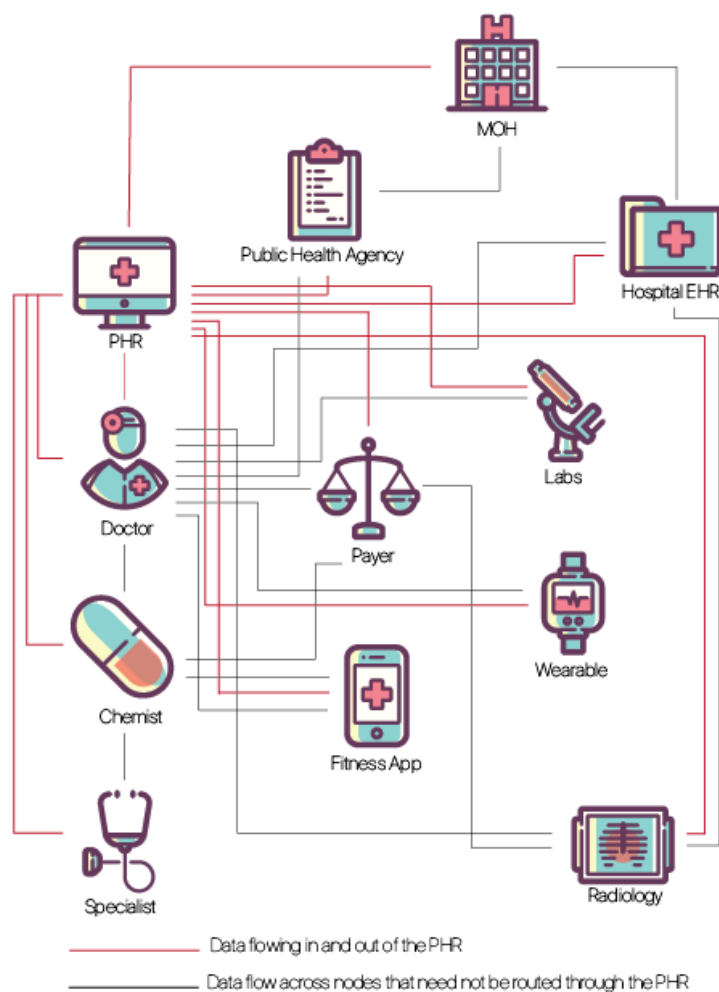 MOH
Public Health Agency
Hospital EHR
PHR
Labs
Doctor
Payer
Wearable
Chemist
Fitness App
Radiology
Specialist
Data flowing in and out of the PHR
Data flow across nodes that need not be routed through the PHR